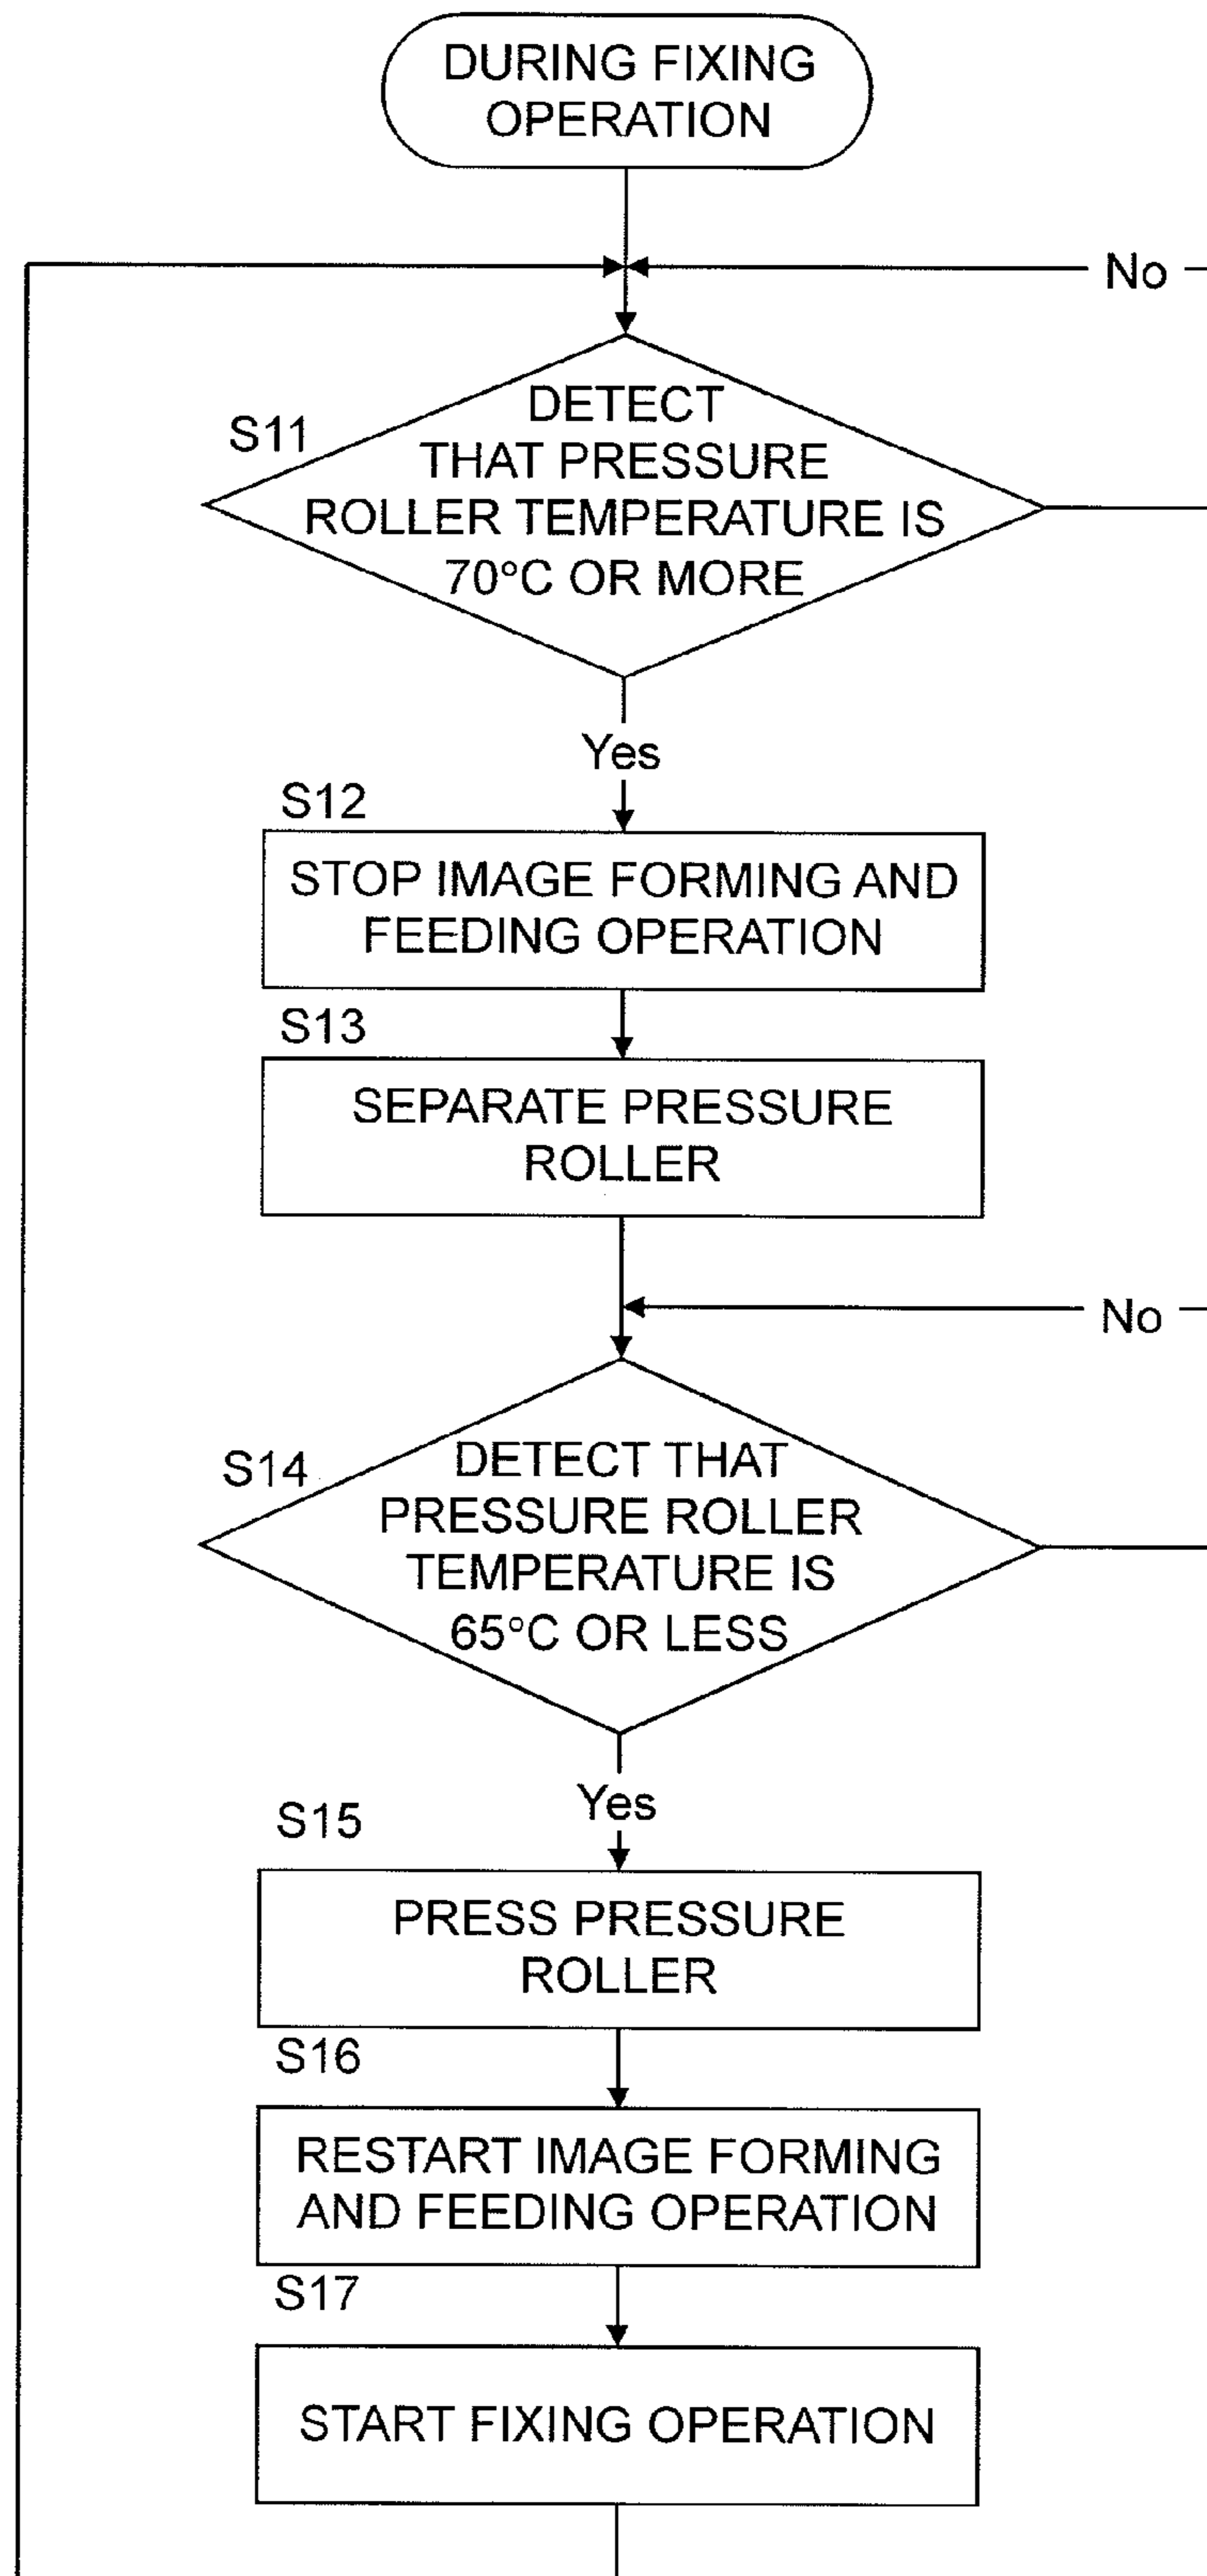 DURING FIXING
OPERATION
No
S11
DETECT
THAT PRESSURE
ROLLER TEMPERATURE IS
70°C OR MORE
Yes
S12
STOP IMAGE FORMING AND
FEEDING OPERATION
S13
SEPARATE PRESSURE
ROLLER
No
S14
DETECT THAT
PRESSURE ROLLER
TEMPERATURE IS
65°C OR LESS
Yes
S15
PRESS PRESSURE
ROLLER
S16
RESTART IMAGE FORMING
AND FEEDING OPERATION
S17
START FIXING OPERATION